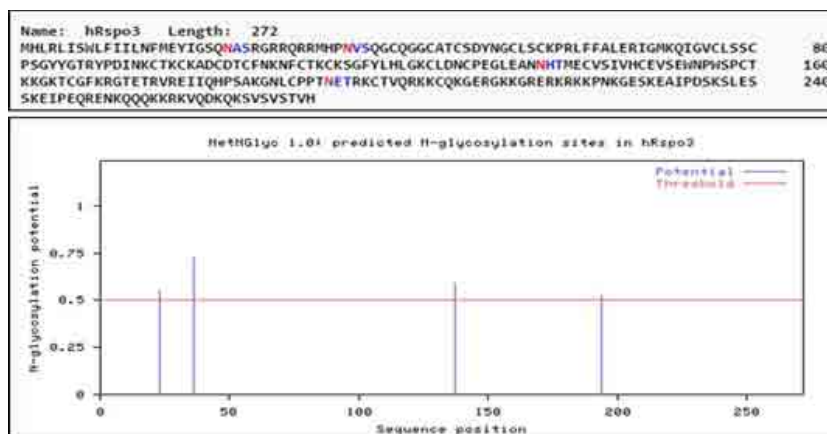 Name: hRspo3 Length: 272
MHLRLISWLFIILNFMEYIGSQNASRGRRQRRMHPNVSQGCQGGCATCSDYNGCLSCKPRLFFALERIGMKQIGVCLSSC 80
PSGYYGTRYPDINKCTKCKADCDTCFNKNFCTKCKSGFYLHLGKCLDNCPEGLEANNHTMECVSIVHCEVSEWNPWSPCT 160
KKGKTCGFKRGTETRVREIIQHPSAKGNLCPPTNETRKCTVQRKKCQKGERGKKGRERKRKKPNKGESKEAIPDSKSLES 240
SKEIPEQRENKQQQKKRKVQDKQKSVSVSTVH
NetNGlyc 1.0: predicted N-glycosylation sites in hRspo3
Potential
Threshold
N-glycosylation potential
1
0.75
0.5
0.25
0
0 50 100 150 200 250
Sequence position